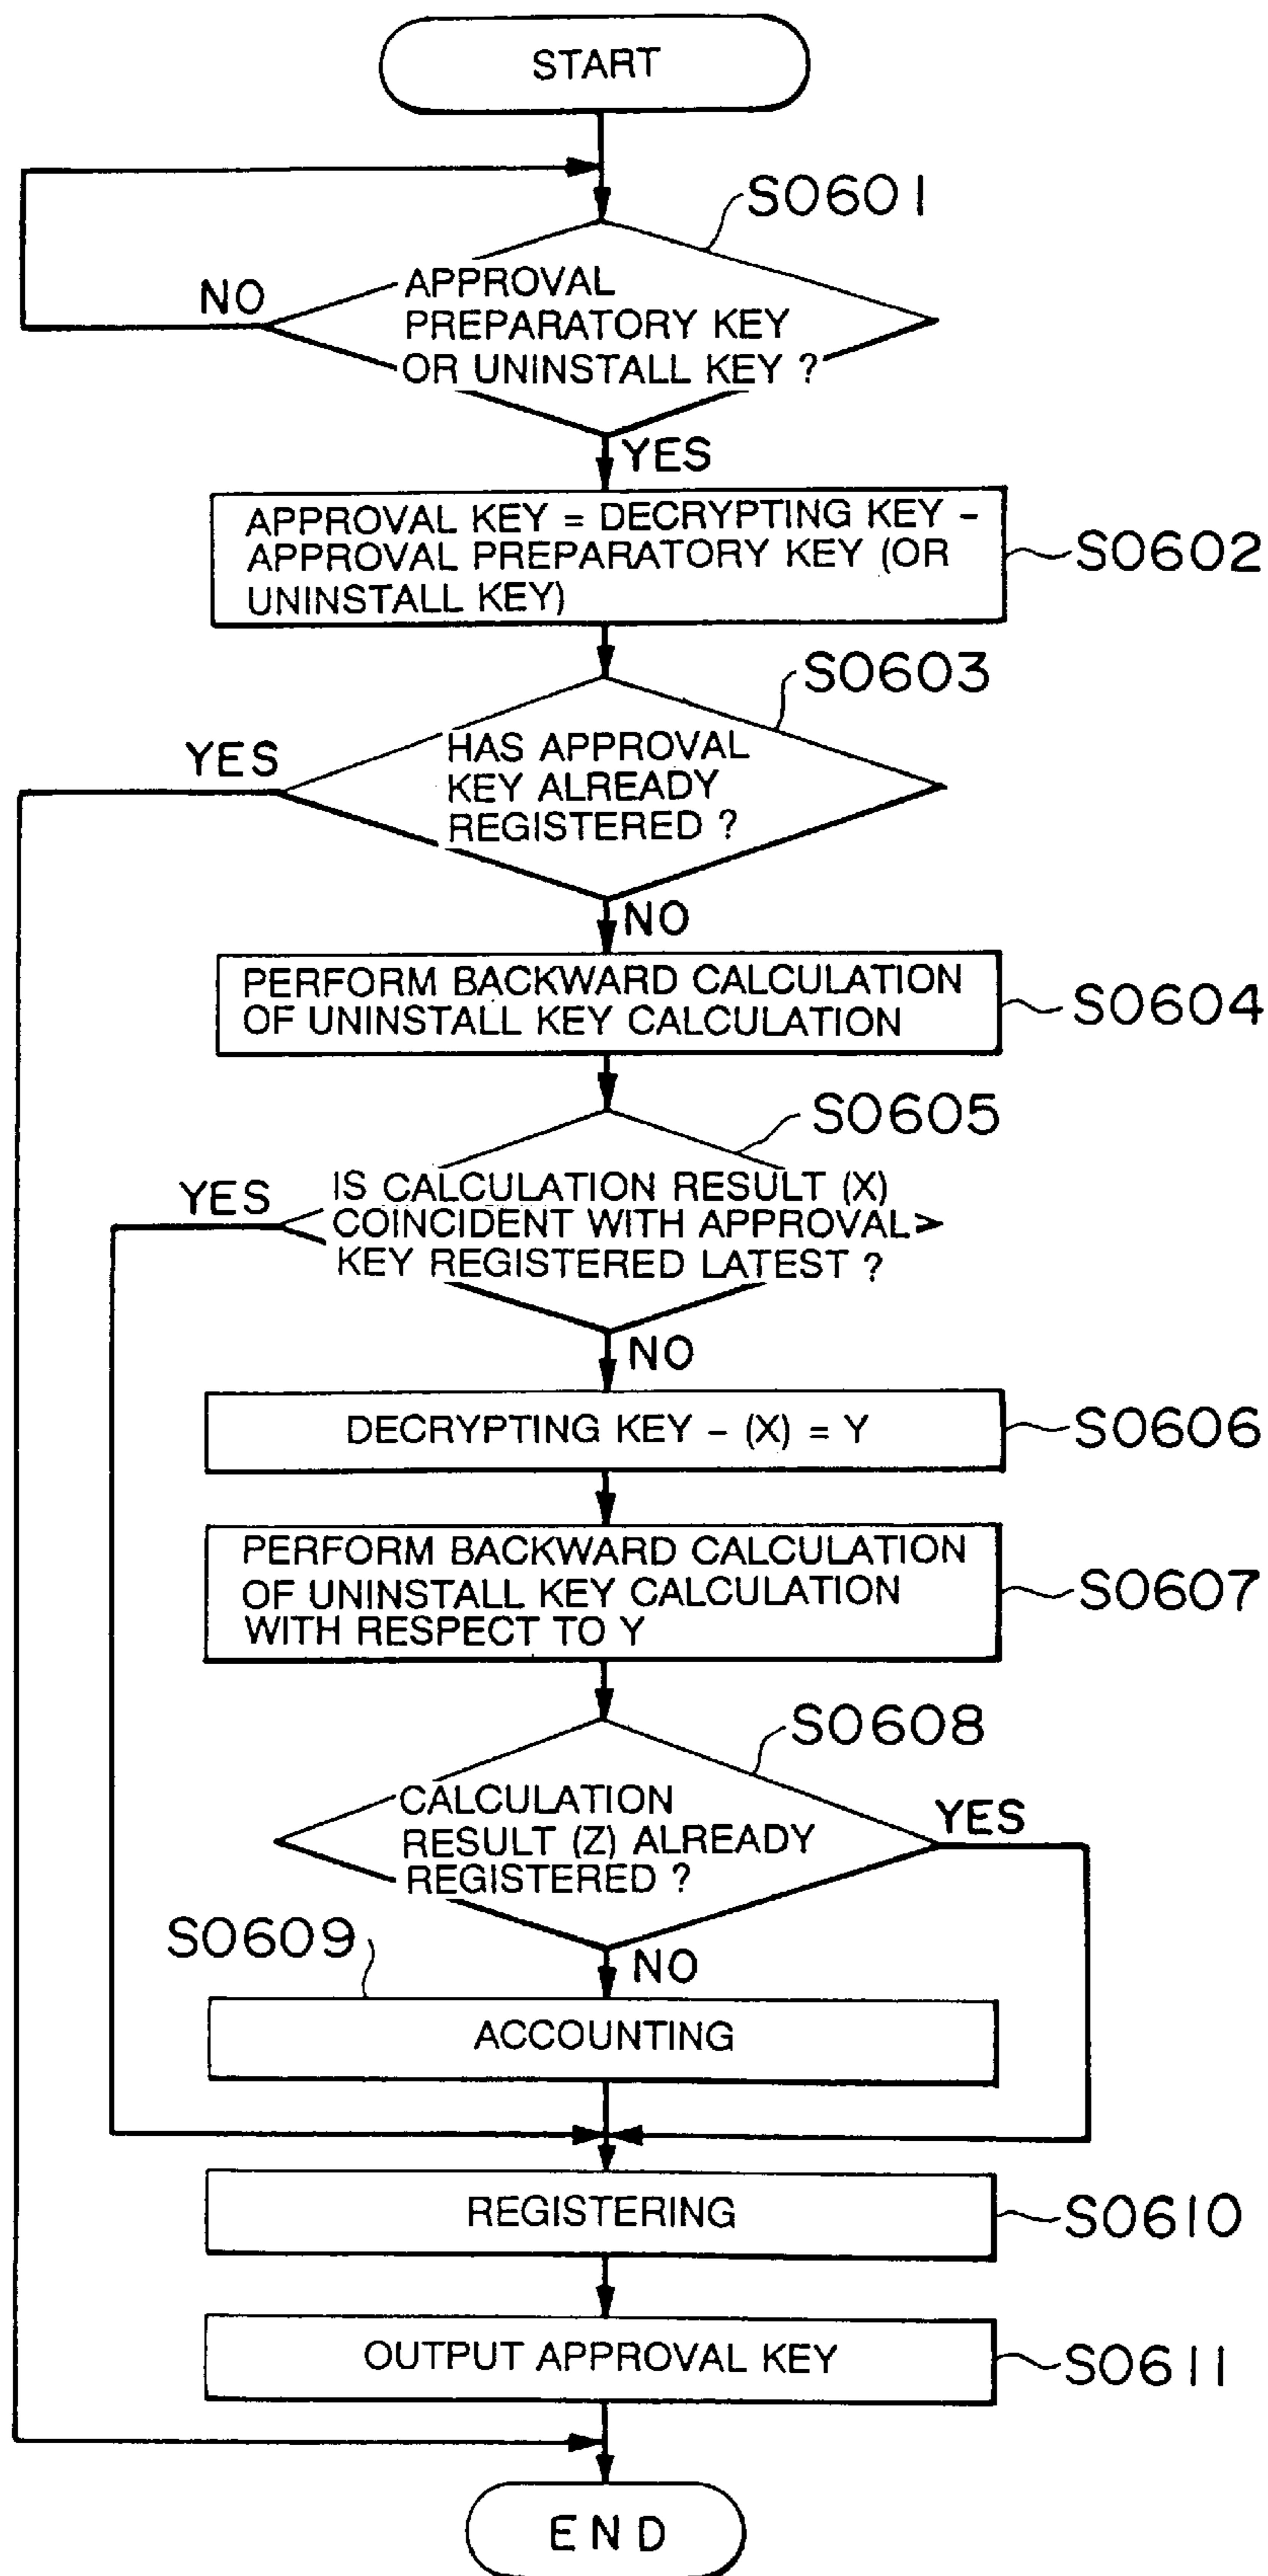 START
S0601
NO
APPROVAL
PREPARATORY KEY
OR UNINSTALL KEY ?
YES
APPROVAL KEY = DECRYPTING KEY –
APPROVAL PREPARATORY KEY (OR
UNINSTALL KEY)
S0602
S0603
YES
HAS APPROVAL
KEY ALREADY
REGISTERED ?
NO
PERFORM BACKWARD CALCULATION
OF UNINSTALL KEY CALCULATION
S0604
S0605
YES
IS CALCULATION RESULT (X)
COINCIDENT WITH APPROVAL
KEY REGISTERED LATEST ?
NO
DECRYPTING KEY – (X) = Y
S0606
PERFORM BACKWARD CALCULATION
OF UNINSTALL KEY CALCULATION
WITH RESPECT TO Y
S0607
S0608
CALCULATION
RESULT (Z) ALREADY
REGISTERED ?
YES
S0609
NO
ACCOUNTING
REGISTERING
S0610
OUTPUT APPROVAL KEY
S0611
END